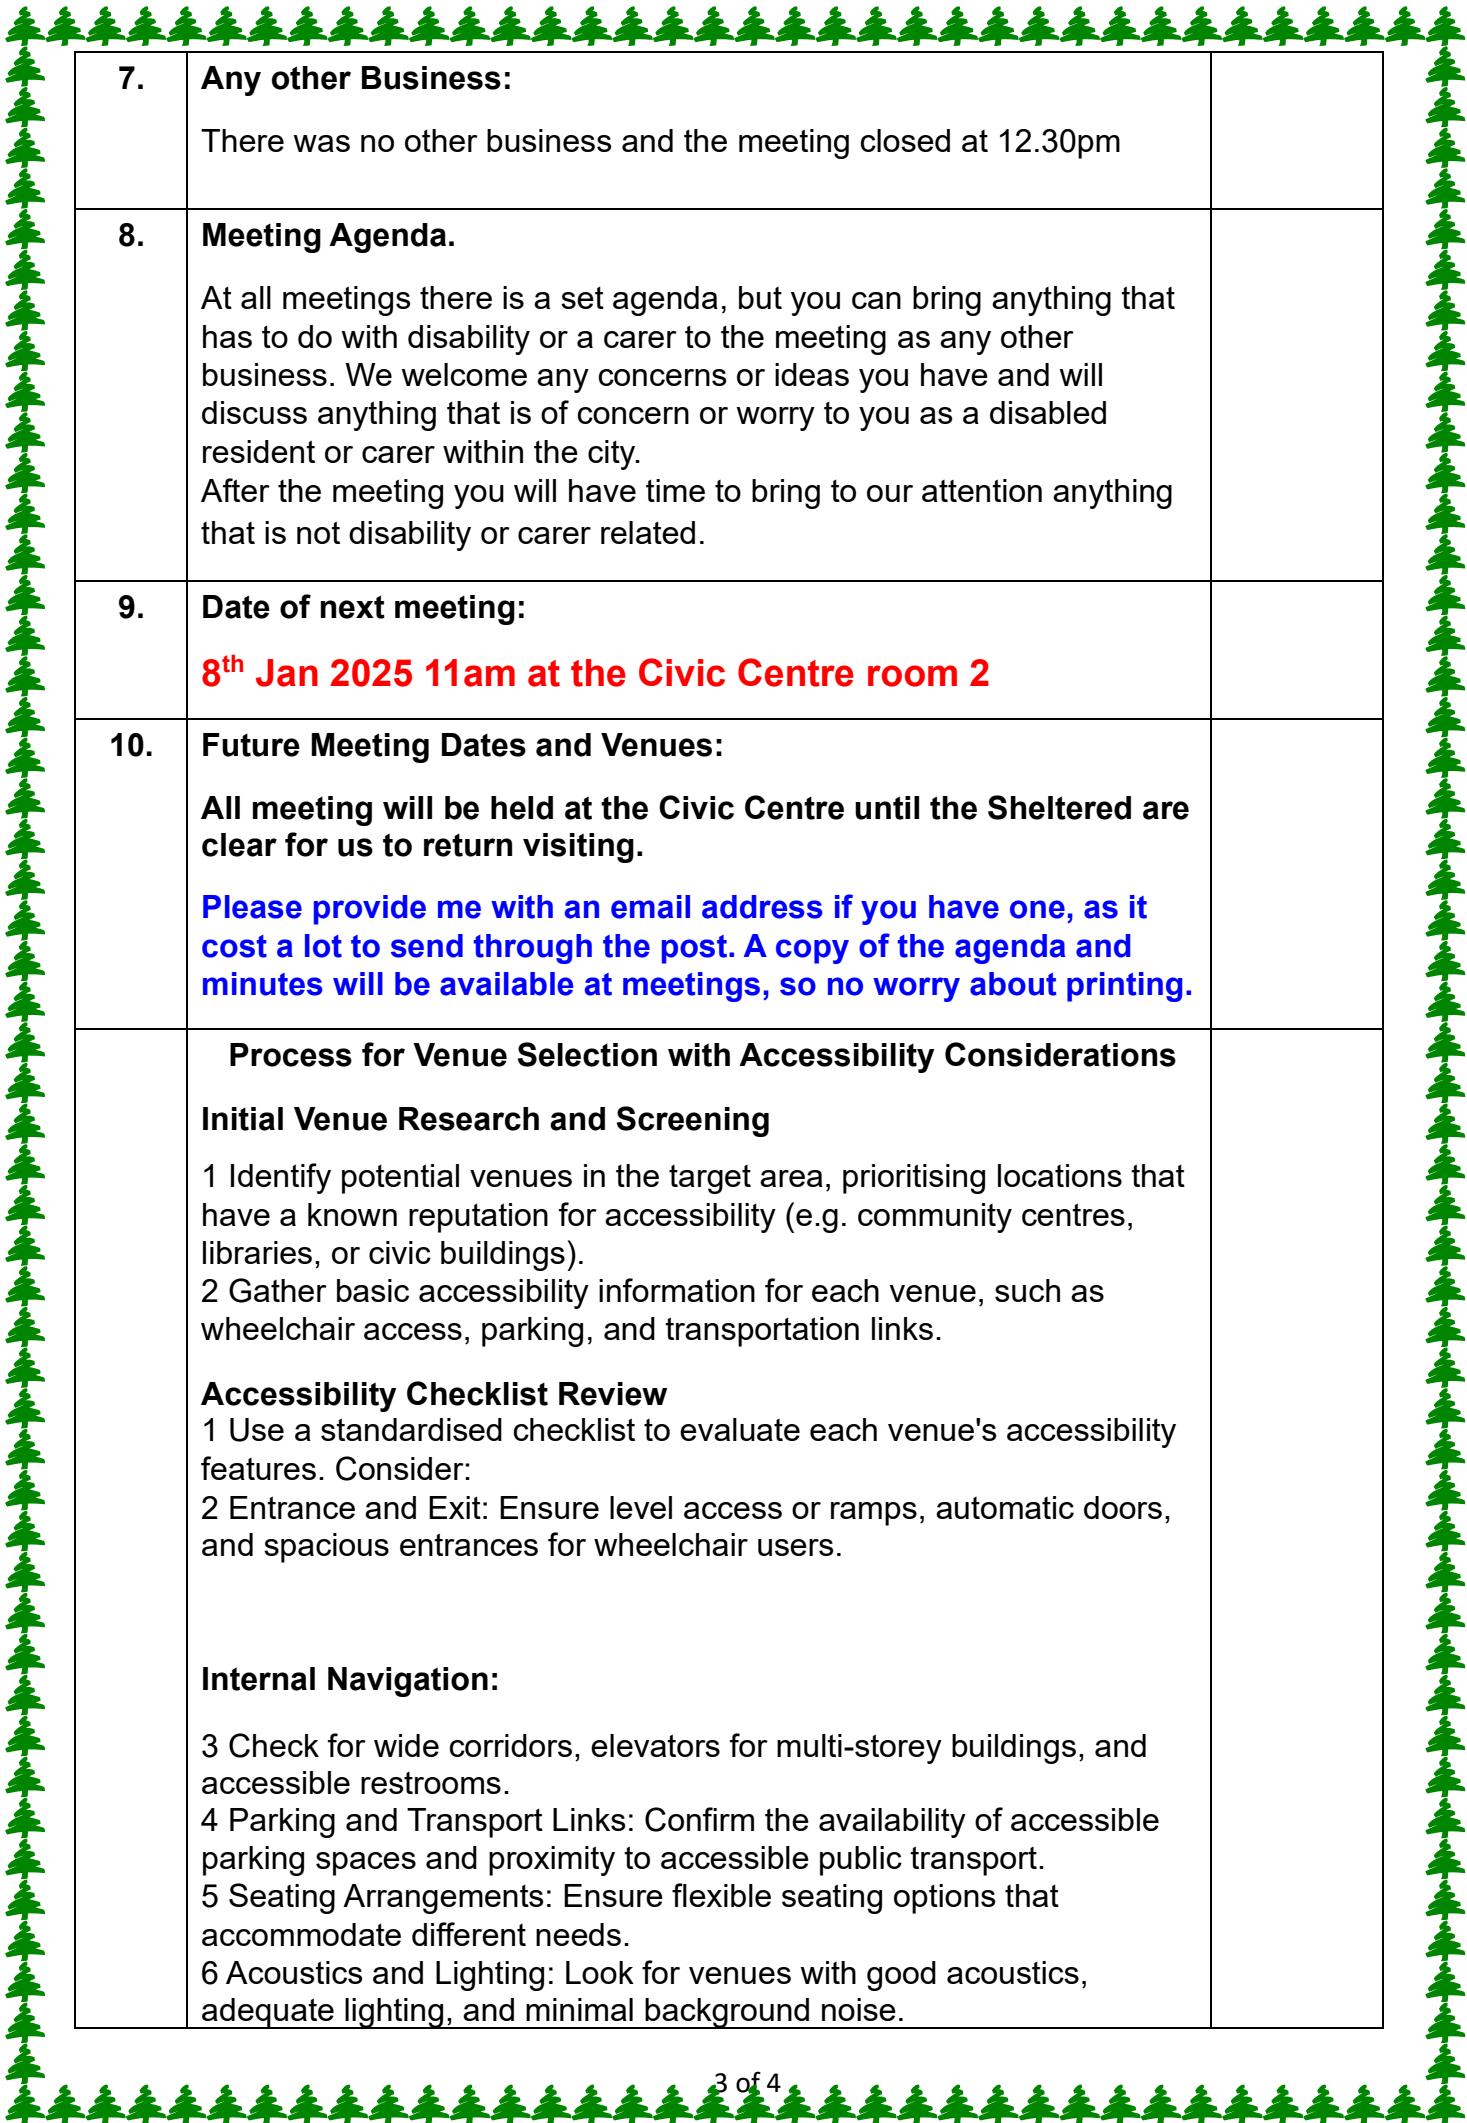 7. Any other Business:
There was no other business and the meeting closed at 12.30pm
8. Meeting Agenda.
At all meetings there is a set agenda, but you can bring anything that
has to do with disability or a carer to the meeting as any other
business. We welcome any concerns or ideas you have and will
discuss anything that is of concern or worry to you as a disabled
resident or carer within the city.
After the meeting you will have time to bring to our attention anything
that is not disability or carer related.
9. Date of next meeting:
8th Jan 2025 11am at the Civic Centre room 2
10. Future Meeting Dates and Venues:
All meeting will be held at the Civic Centre until the Sheltered are
clear for us to return visiting.
Please provide me with an email address if you have one, as it
cost a lot to send through the post. A copy of the agenda and
minutes will be available at meetings, so no worry about printing.
Process for Venue Selection with Accessibility Considerations
Initial Venue Research and Screening
1 Identify potential venues in the target area, prioritising locations that
have a known reputation for accessibility (e.g. community centres,
libraries, or civic buildings).
2 Gather basic accessibility information for each venue, such as
wheelchair access, parking, and transportation links.
Accessibility Checklist Review
1 Use a standardised checklist to evaluate each venue's accessibility
features. Consider:
2 Entrance and Exit: Ensure level access or ramps, automatic doors,
and spacious entrances for wheelchair users.
Internal Navigation:
3 Check for wide corridors, elevators for multi-storey buildings, and
accessible restrooms.
4 Parking and Transport Links: Confirm the availability of accessible
parking spaces and proximity to accessible public transport.
5 Seating Arrangements: Ensure flexible seating options that
accommodate different needs.
6 Acoustics and Lighting: Look for venues with good acoustics,
adequate lighting, and minimal background noise.
3 of 4